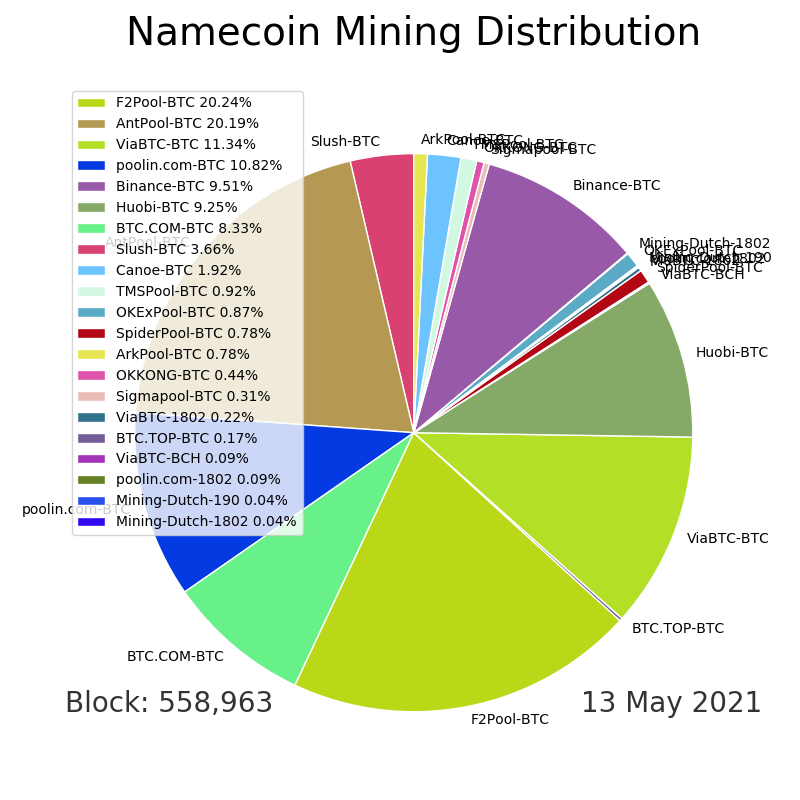 Namecoin Mining Distribution
F2Pool-BTC 20.24%
AntPool-BTC 20.19%
ViaBTC-BTC 11.34%
poolin.com-BTC 10.82%
Binance-BTC 9.51%
Huobi-BTC 9.25%
BTC.COM-BTC 8.33%
Slush-BTC 3.66%
Canoe-BTC 1.92%
TMSPool-BTC 0.92%
OKExPool-BTC 0.87%
SpiderPool-BTC 0.78%
ArkPool-BTC 0.78%
OKKONG-BTC 0.44%
Sigmapool-BTC 0.31%
ViaBTC-1802 0.22%
BTC.TOP-BTC 0.17%
ViaBTC-BCH 0.09%
poolin.com-1802 0.09%
Mining-Dutch-190 0.04%
Mining-Dutch-1802 0.04%
Slush-BTC
ArkPool-BTC
Canoe-BTC
Sigmapool-BTC
Binance-BTC
Mining-Dutch-1802
OKExPool-BTC
SpiderPool-BTC
ViaBTC-BCH
AntPool-BTC
Huobi-BTC
poolin.com-BTC
ViaBTC-BTC
BTC.TOP-BTC
BTC.COM-BTC
F2Pool-BTC
Block: 558,963
13 May 2021